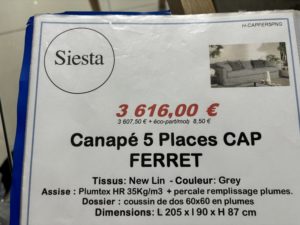 H-CAPFERSPNG
Siesta
3 616,00 €
3 607,50 € + éco-part/mob 8,50 €
Canapé 5 Places CAP
FERRET
Tissus: New Lin - Couleur: Grey
Assise : Plumtex HR 35Kg/m3 + percale remplissage plumes.
Dossier : coussin de dos 60x60 en plumes
Dimensions: L 205 x l 90 x H 87 cm